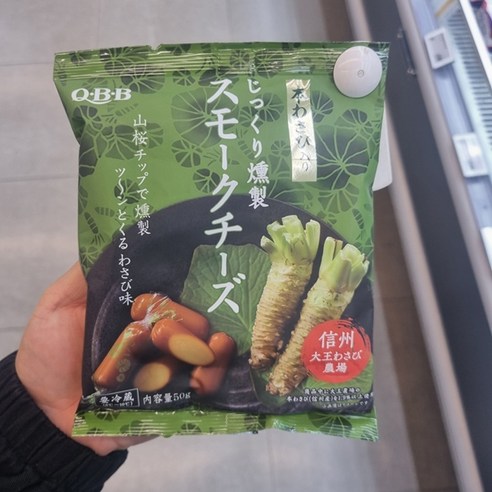 Q・B・B
本わさび入り
じっくり燻製
スモークチーズ
山桜チップで燻製
ツ〜ンとくるわさび味
信州
大王わさび
農場
要冷蔵
内容量50g